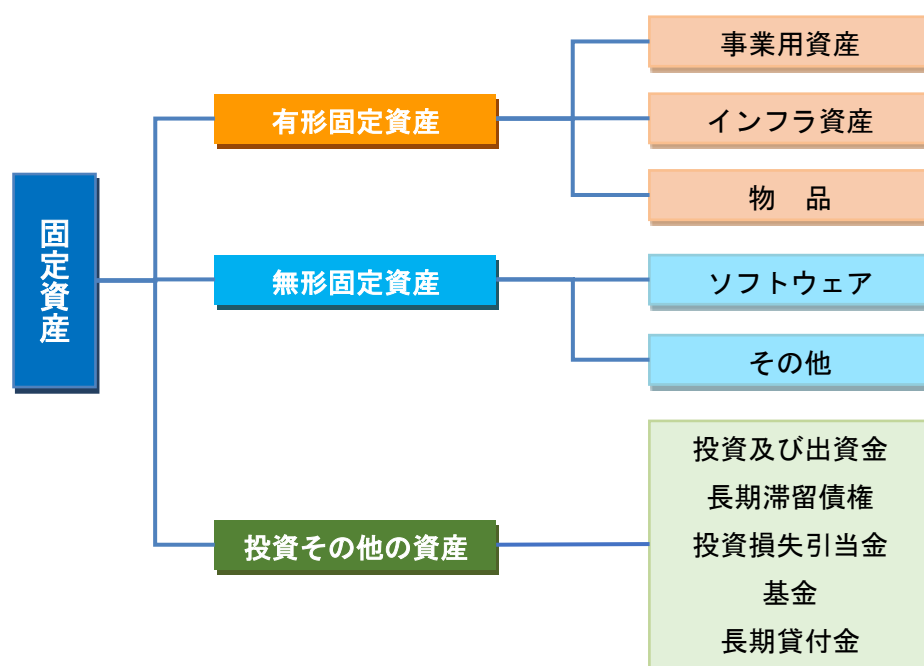 固定資産
有形固定資産
事業用資産
インフラ資産
物　品
無形固定資産
ソフトウェア
その他
投資その他の資産
投資及び出資金
長期滞留債権
投資損失引当金
基金
長期貸付金